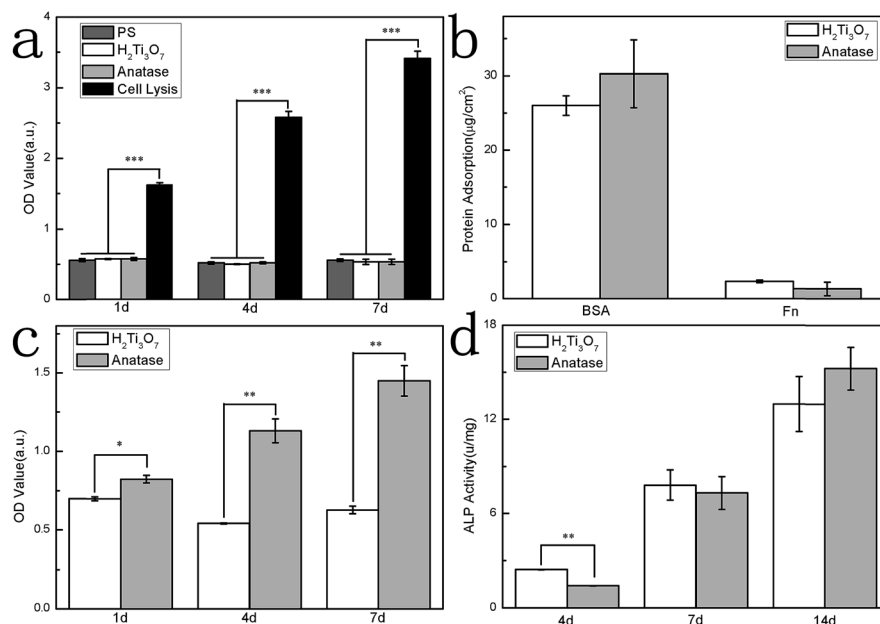 a
PS
H2Ti3O7
Anatase
Cell Lysis
***
***
***
OD Value(a.u.)
4
3
2
1
0
1d
4d
7d
b
H2Ti3O7
Anatase
Protein Adsorption(μg/cm2)
30
20
10
0
BSA
Fn
c
H2Ti3O7
Anatase
*
**
**
OD Value(a.u.)
1.5
1.0
0.5
0.0
1d
4d
7d
d
H2Ti3O7
Anatase
**
ALP Activity(u/mg)
18
12
6
0
4d
7d
14d